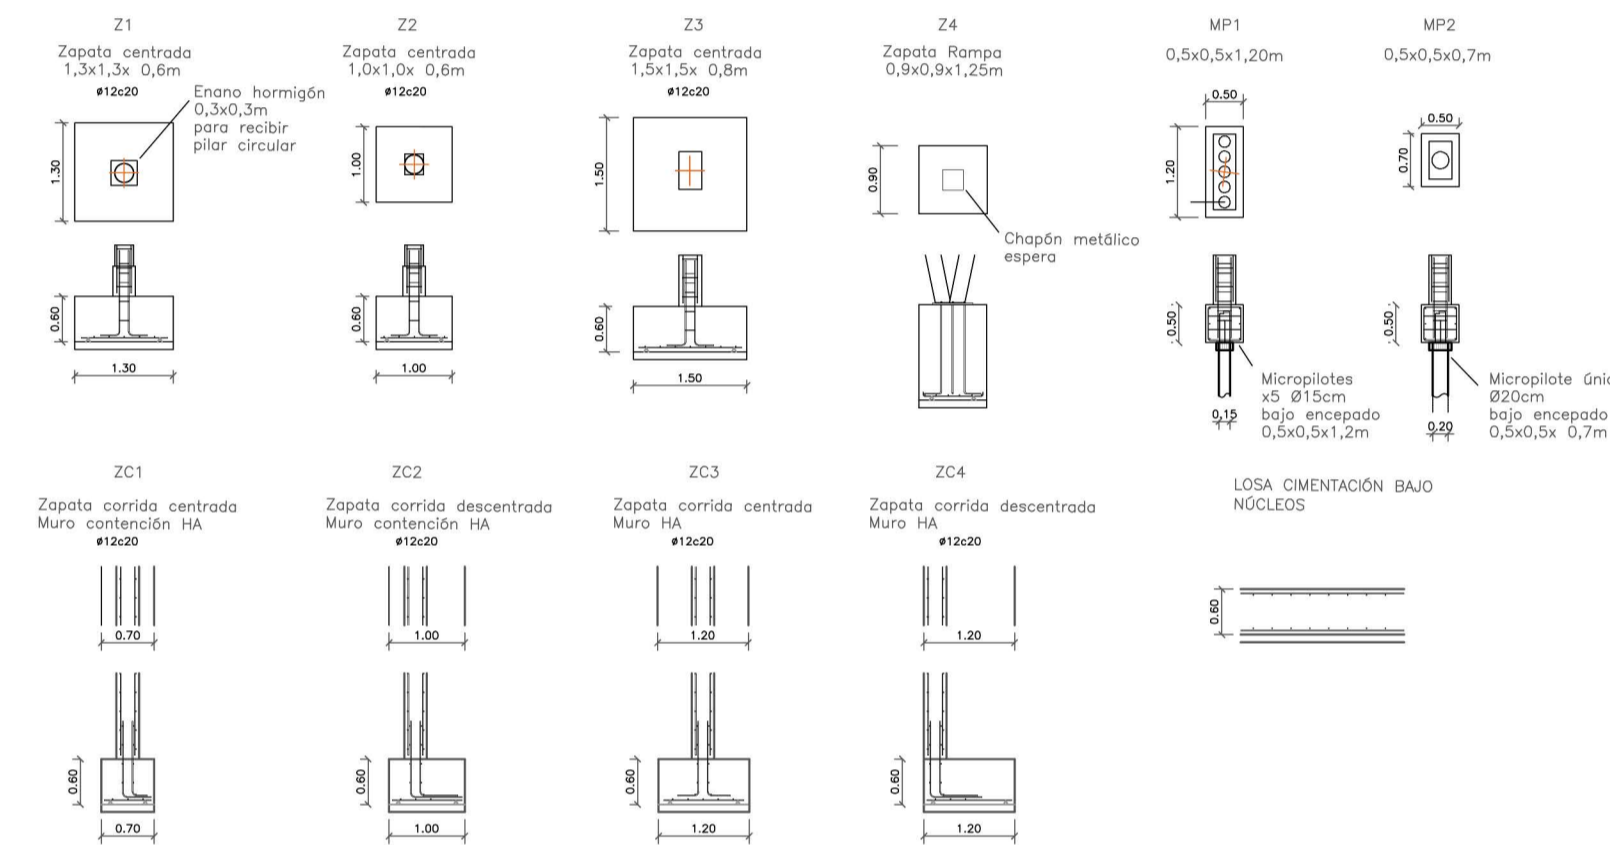 Z1
Zapata centrada
1,3x1,3x 0,6m
ø12c20
Enano hormigón
0,3x0,3m
para recibir
pilar circular
1.30
0.60
1.30
Z2
Zapata centrada
1,0x1,0x 0,6m
ø12c20
1.00
0.60
1.00
Z3
Zapata centrada
1,5x1,5x 0,8m
ø12c20
1.50
0.60
1.50
Z4
Zapata Rampa
0,9x0,9x1,25m
0.90
Chapón metálico
espera
MP1
0,5x0,5x1,20m
0.50
1.20
0.50
Micropilotes
x5 Ø15cm
bajo encepado
0,5x0,5x1,2m
0,15
MP2
0,5x0,5x0,7m
0.50
0.70
0.50
Micropilote úni
Ø20cm
bajo encepado
0,5x0,5x 0,7m
0.20
ZC1
Zapata corrida centrada
Muro contención HA
ø12c20
0.70
0.60
0.70
ZC2
Zapata corrida descentrada
Muro contención HA
ø12c20
1.00
0.60
1.00
ZC3
Zapata corrida centrada
Muro HA
ø12c20
1.20
0.60
1.20
ZC4
Zapata corrida descentrada
Muro HA
ø12c20
1.20
0.60
1.20
LOSA CIMENTACIÓN BAJO
NÚCLEOS
0.60